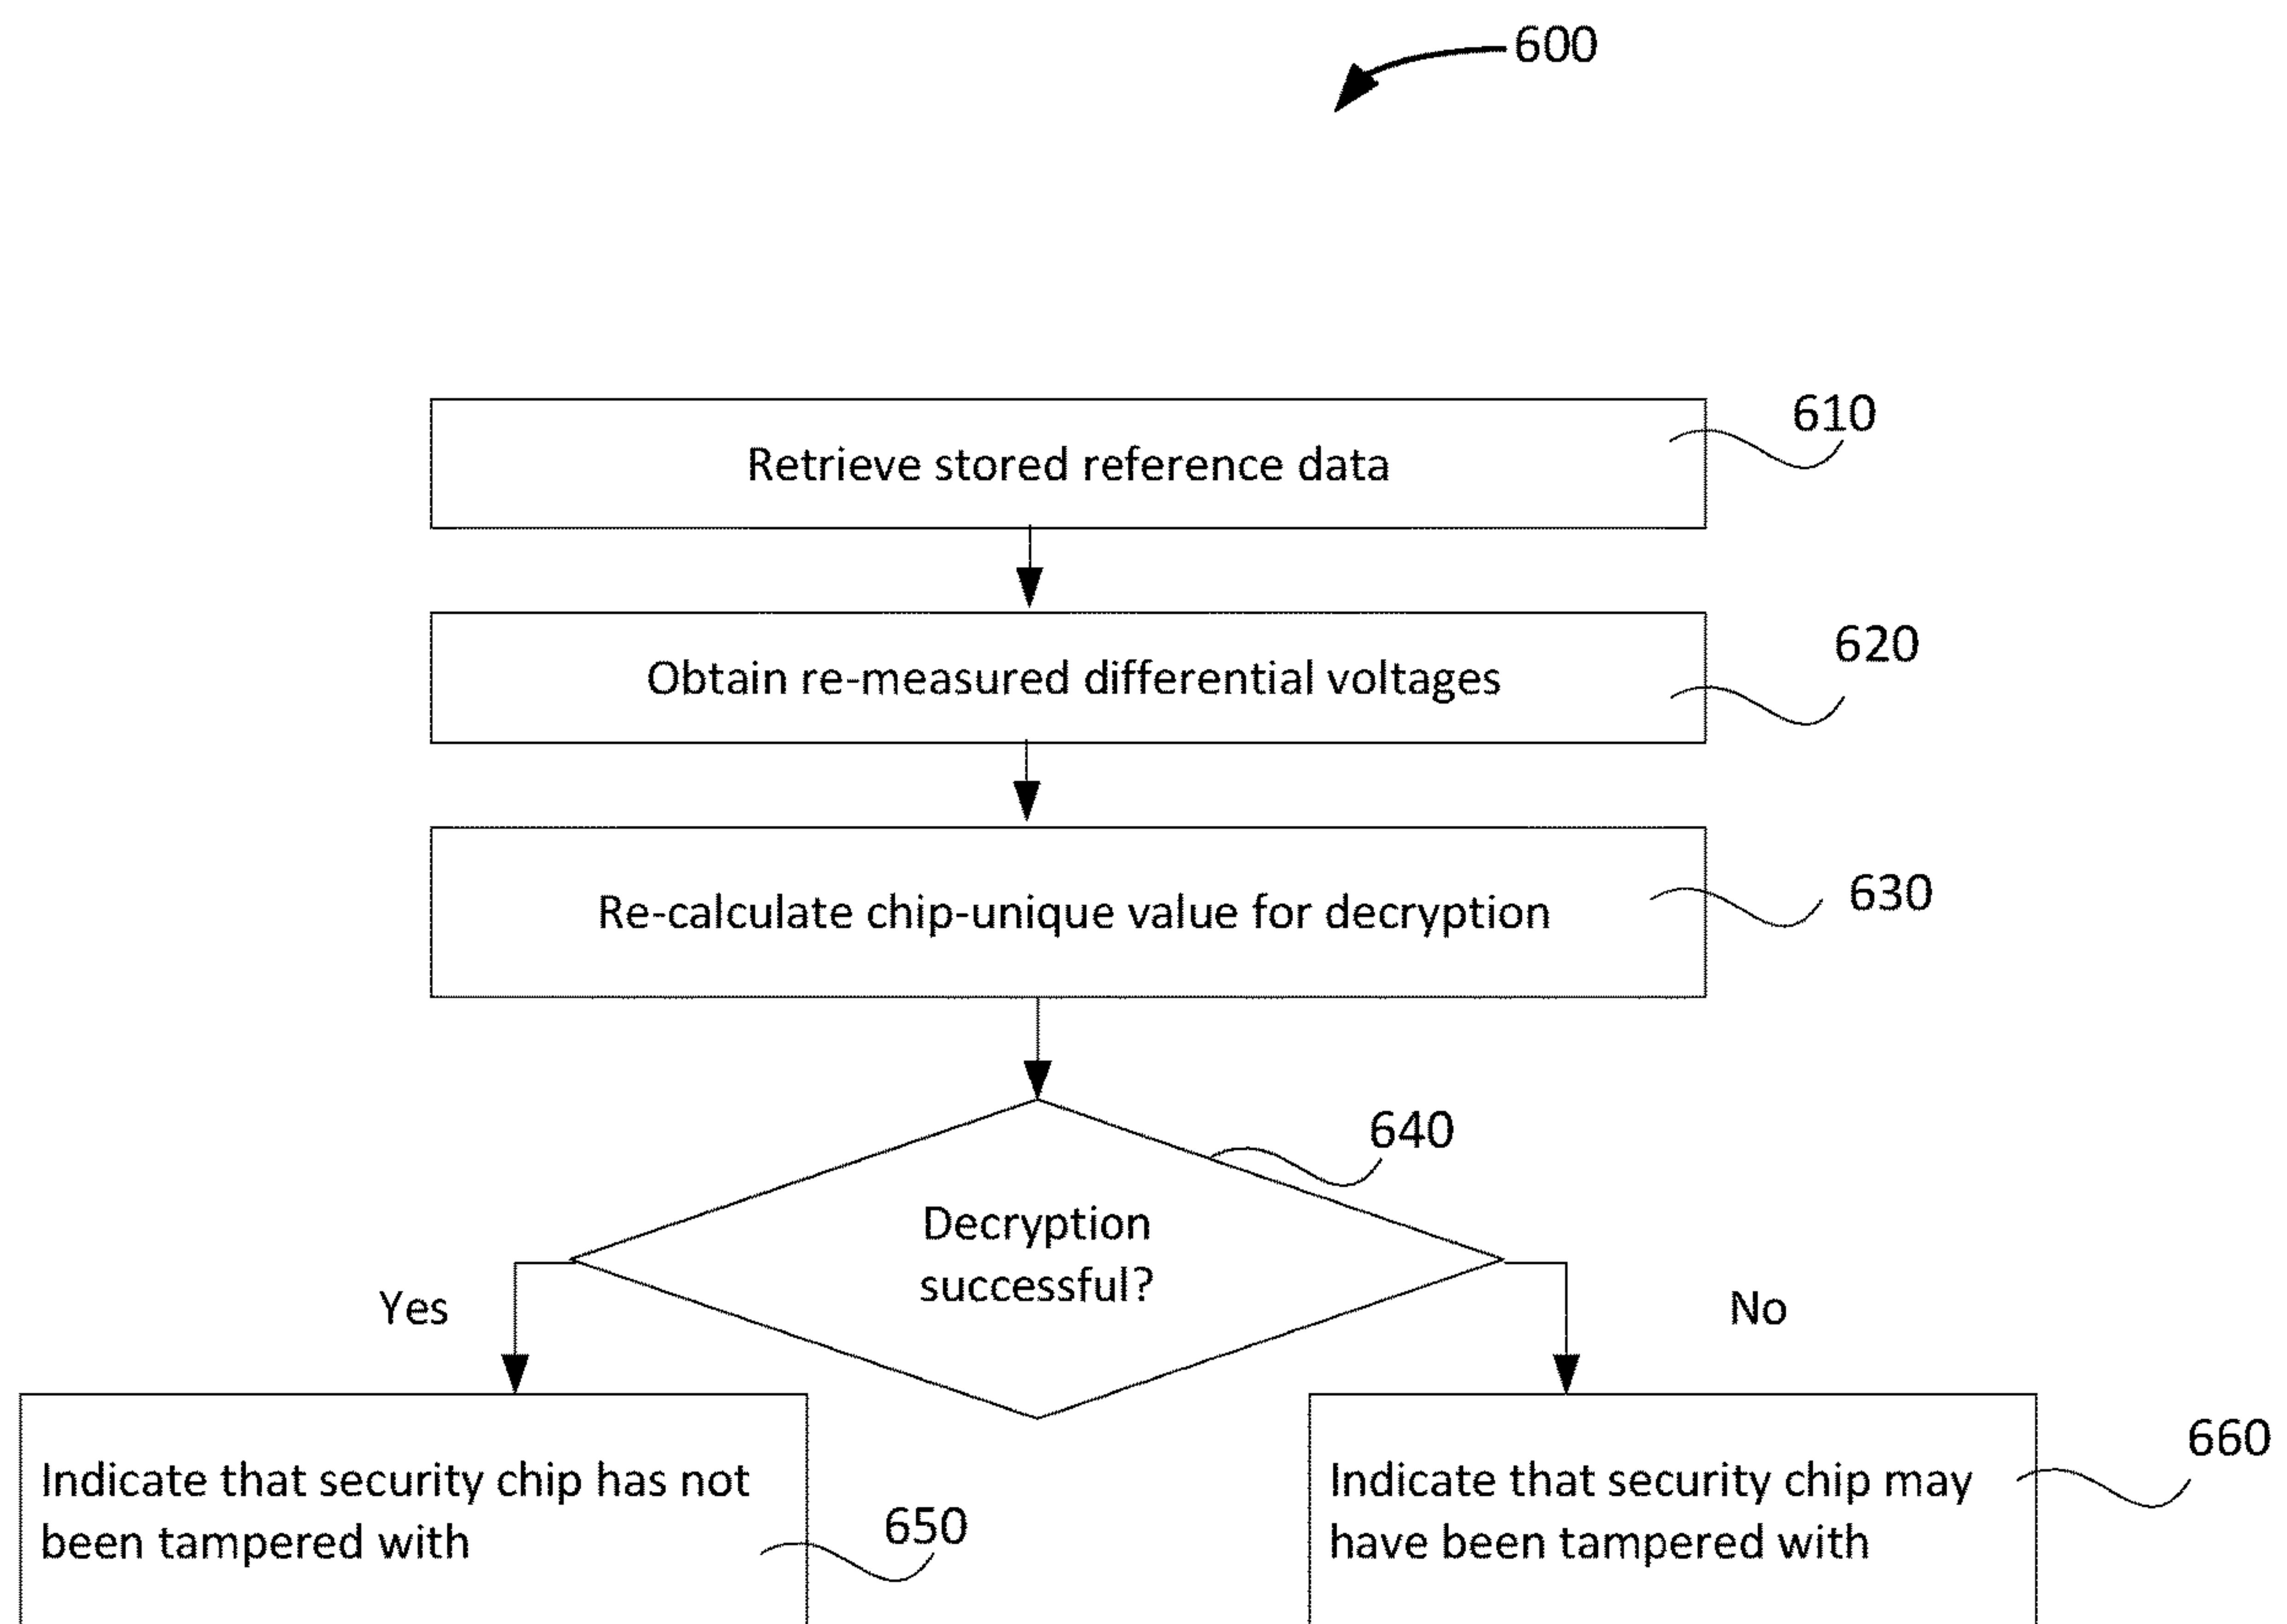 600
Retrieve stored reference data
610
Obtain re-measured differential voltages
620
Re-calculate chip-unique value for decryption
630
640
Decryption
successful?
Yes
No
Indicate that security chip has not
been tampered with
650
Indicate that security chip may
have been tampered with
660